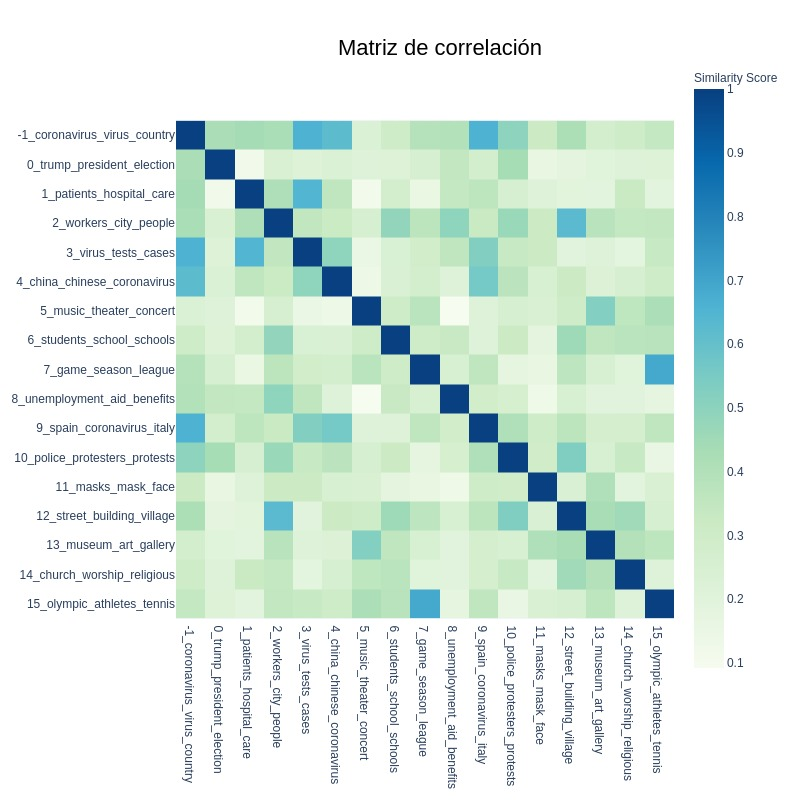 Matriz de correlación
Similarity Score
-1_coronavirus_virus_country
0_trump_president_election
1_patients_hospital_care
2_workers_city_people
3_virus_tests_cases
4_china_chinese_coronavirus
5_music_theater_concert
6_students_school_schools
7_game_season_league
8_unemployment_aid_benefits
9_spain_coronavirus_italy
10_police_protesters_protests
11_masks_mask_face
12_street_building_village
13_museum_art_gallery
14_church_worship_religious
15_olympic_athletes_tennis
-1_coronavirus_virus_country
0_trump_president_election
1_patients_hospital_care
2_workers_city_people
3_virus_tests_cases
4_china_chinese_coronavirus
5_music_theater_concert
6_students_school_schools
7_game_season_league
8_unemployment_aid_benefits
9_spain_coronavirus_italy
10_police_protesters_protests
11_masks_mask_face
12_street_building_village
13_museum_art_gallery
14_church_worship_religious
15_olympic_athletes_tennis
1
0.9
0.8
0.7
0.6
0.5
0.4
0.3
0.2
0.1